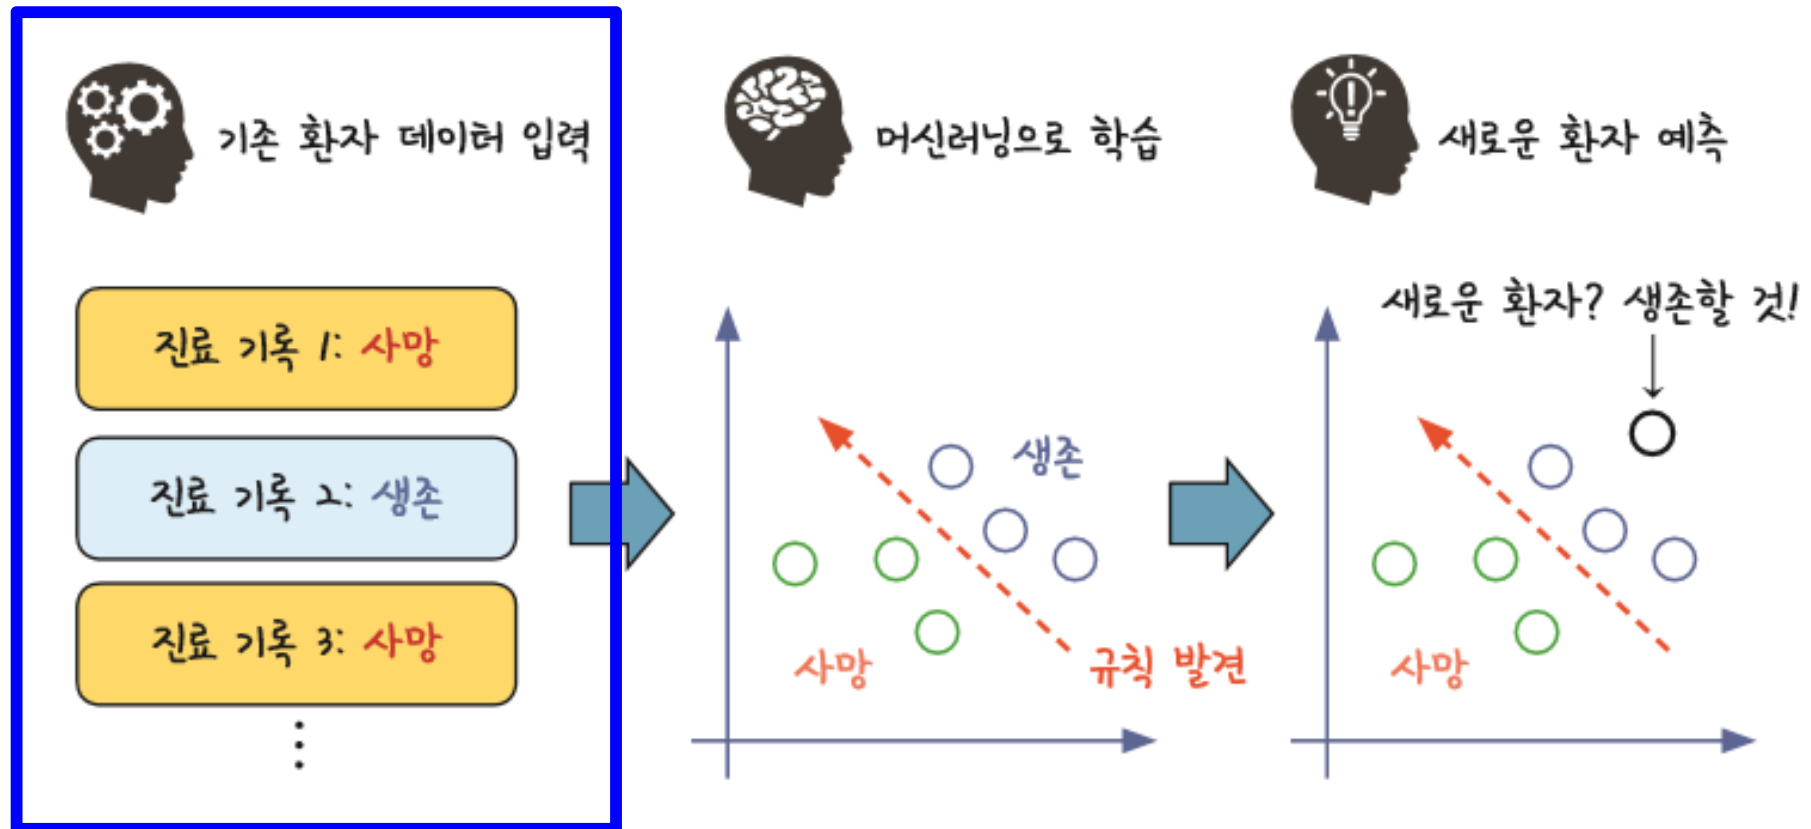 기존 환자 데이터 입력
진료 기록 1: 사망
진료 기록 2: 생존
진료 기록 3: 사망
머신러닝으로 학습
생존
사망
규칙 발견
새로운 환자 예측
새로운 환자? 생존할 것!
사망